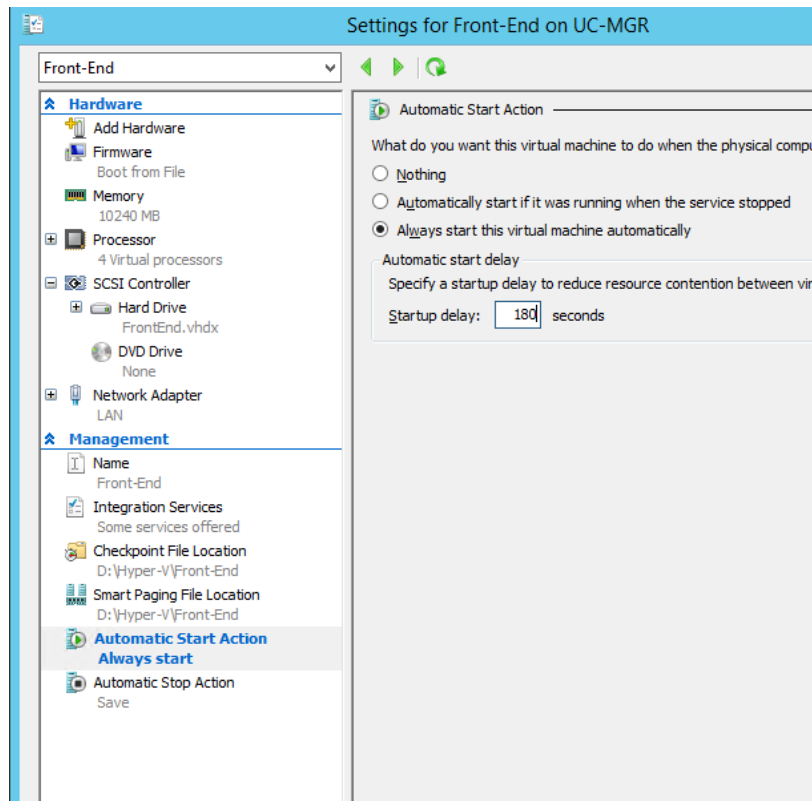 Settings for Front-End on UC-MGR
Front-End
Hardware
Add Hardware
Firmware
Boot from File
Memory
10240 MB
Processor
4 Virtual processors
SCSI Controller
Hard Drive
FrontEnd.vhdx
DVD Drive
None
Network Adapter
LAN
Management
Name
Front-End
Integration Services
Some services offered
Checkpoint File Location
D:\Hyper-V\Front-End
Smart Paging File Location
D:\Hyper-V\Front-End
Automatic Start Action
Always start
Automatic Stop Action
Save
Automatic Start Action
What do you want this virtual machine to do when the physical compu
Nothing
Automatically start if it was running when the service stopped
Always start this virtual machine automatically
Automatic start delay
Specify a startup delay to reduce resource contention between vir
Startup delay: 180 seconds